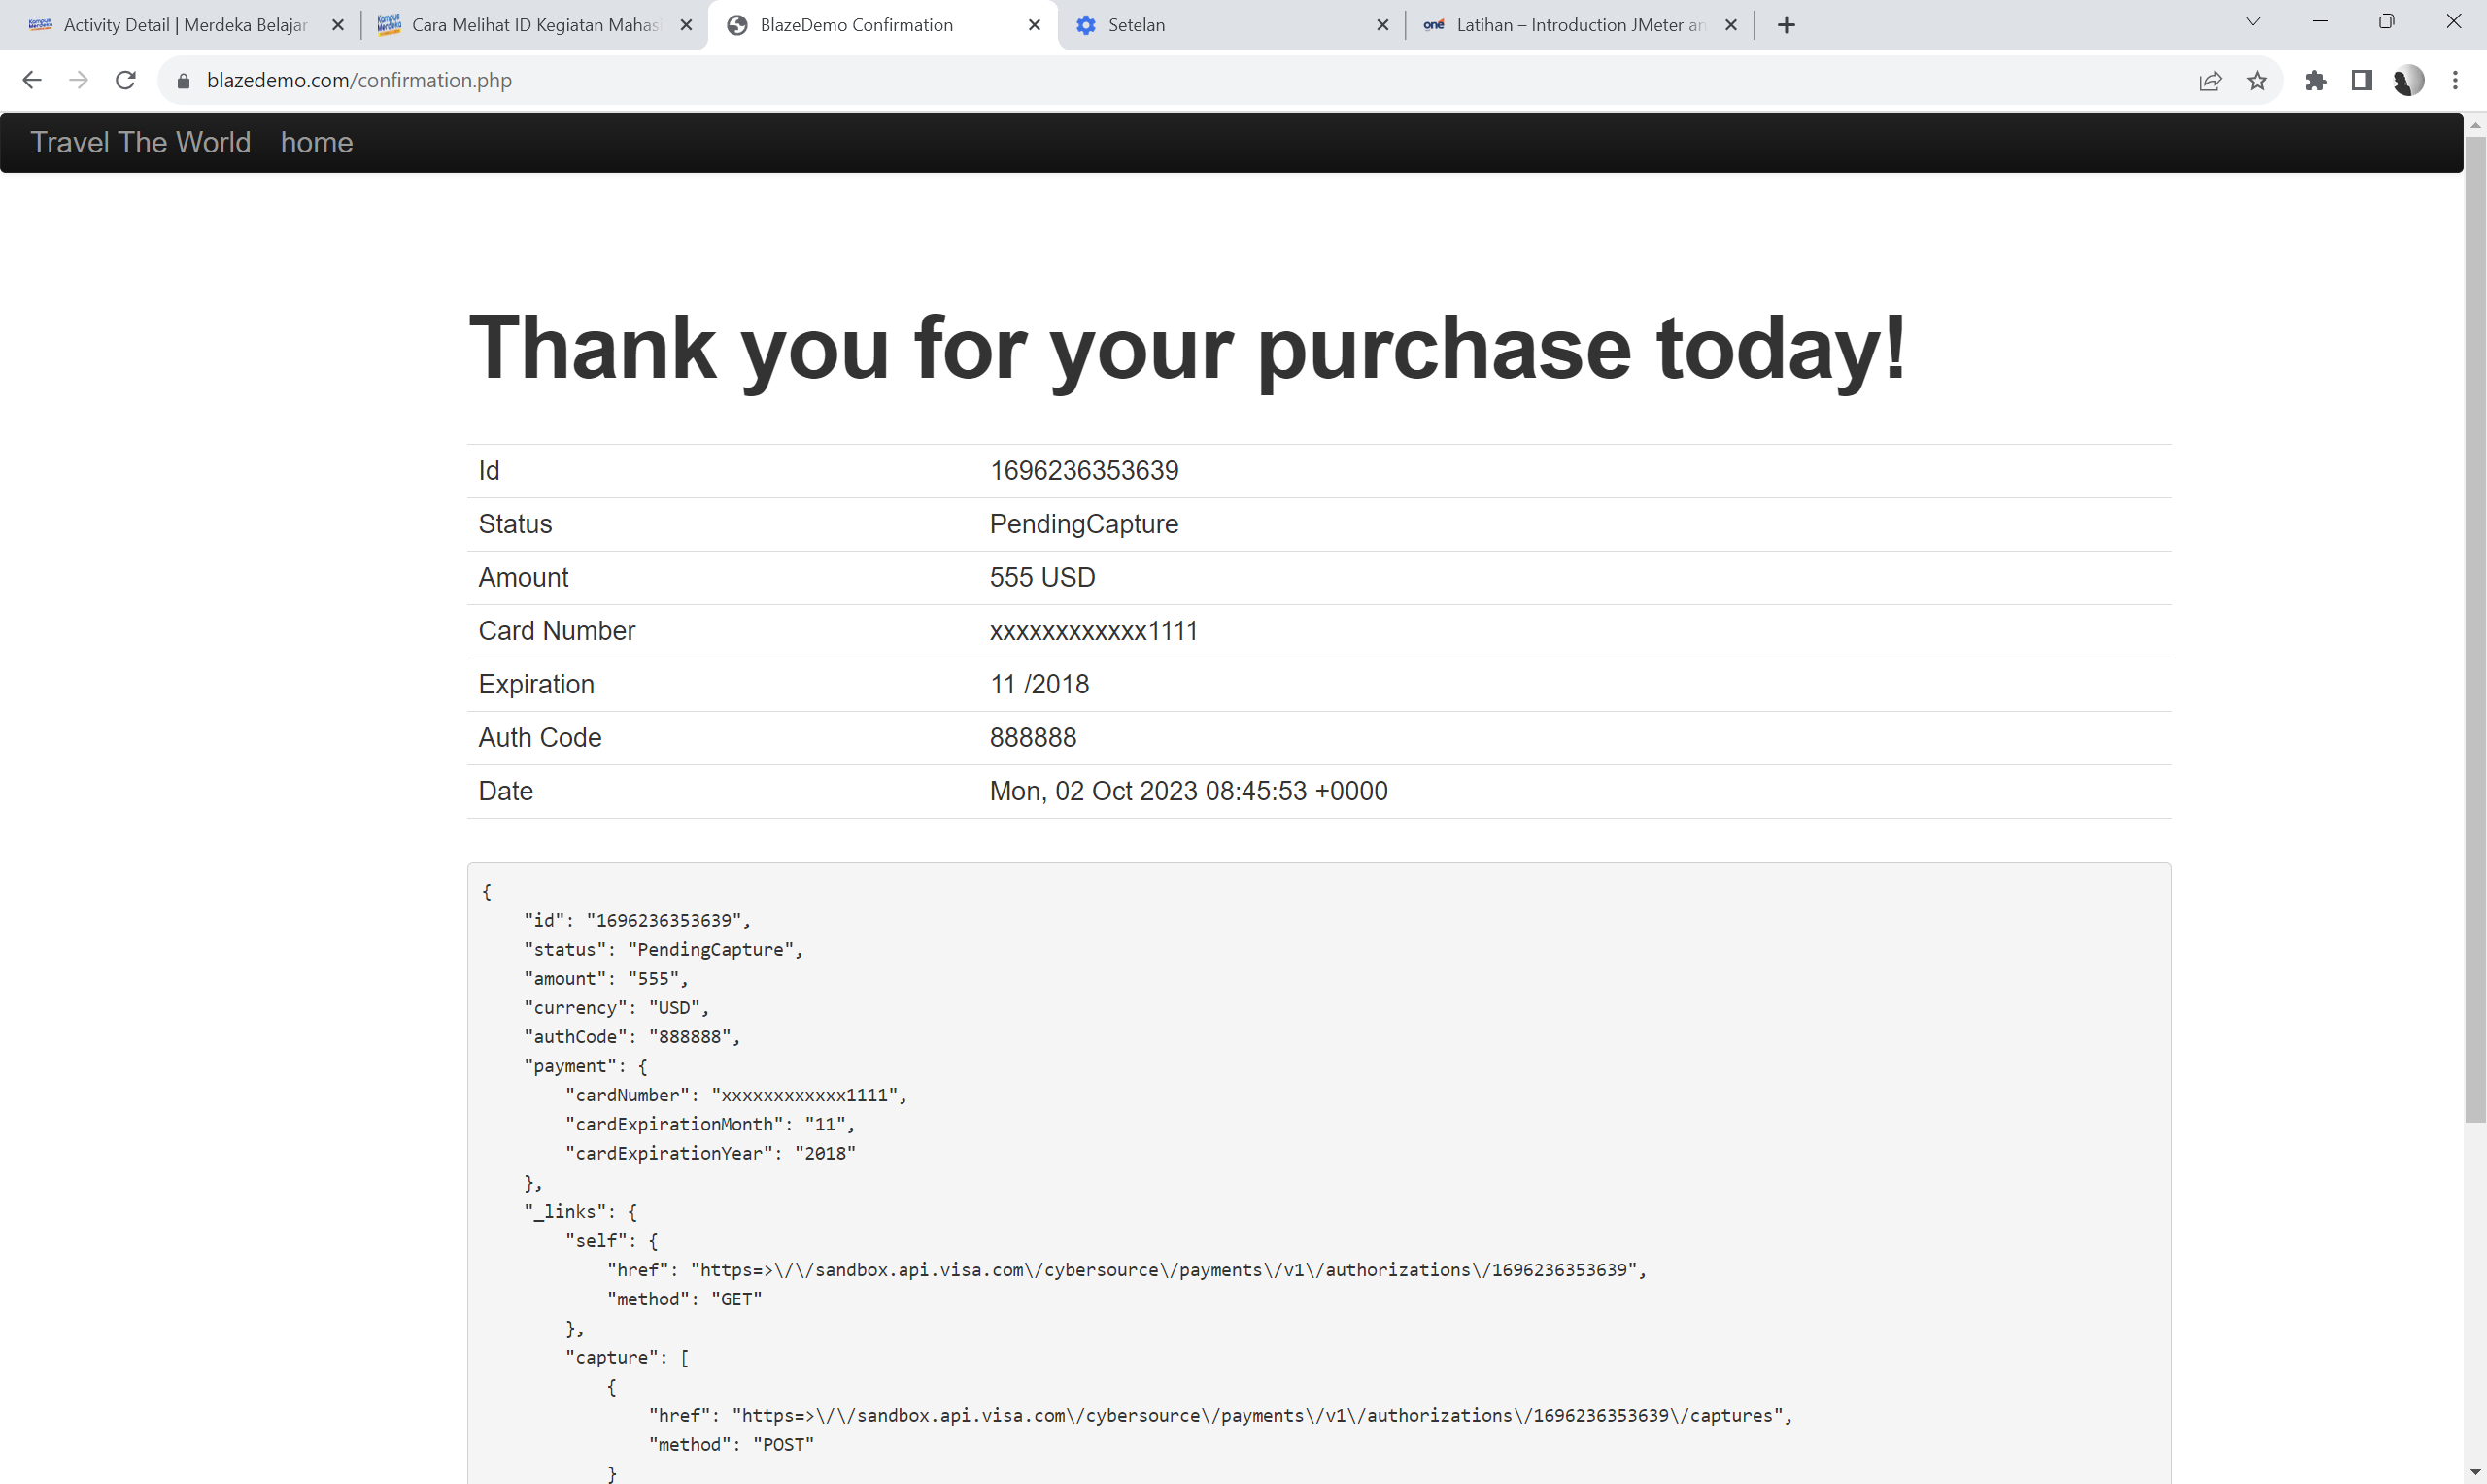 Activity Detail | Merdeka Belajar
Cara Melihat ID Kegiatan Mahasi
BlazeDemo Confirmation
Setelan
Latihan – Introduction JMeter an
blazedemo.com/confirmation.php
Travel The World home
Thank you for your purchase today!
Id 1696236353639
Status PendingCapture
Amount 555 USD
Card Number xxxxxxxxxxxx1111
Expiration 11 /2018
Auth Code 888888
Date Mon, 02 Oct 2023 08:45:53 +0000
{
"id": "1696236353639",
"status": "PendingCapture",
"amount": "555",
"currency": "USD",
"authCode": "888888",
"payment": {
"cardNumber": "xxxxxxxxxxxx1111",
"cardExpirationMonth": "11",
"cardExpirationYear": "2018"
},
"_links": {
"self": {
"href": "https=>\/\/sandbox.api.visa.com\/cybersource\/payments\/v1\/authorizations\/1696236353639",
"method": "GET"
},
"capture": [
{
"href": "https=>\/\/sandbox.api.visa.com\/cybersource\/payments\/v1\/authorizations\/1696236353639\/captures",
"method": "POST"
}